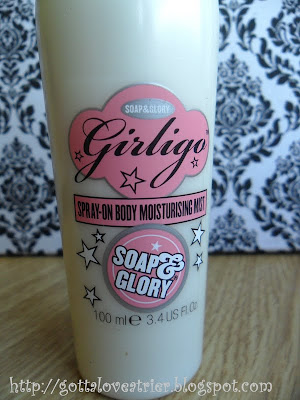 SOAP&GLORY
Girligo
SPRAY-ON BODY MOISTURISING MIST
SOAP&
GLORY
100 ml e 3.4 US Fl Oz
http://gottaloveatrier.blogspot.com